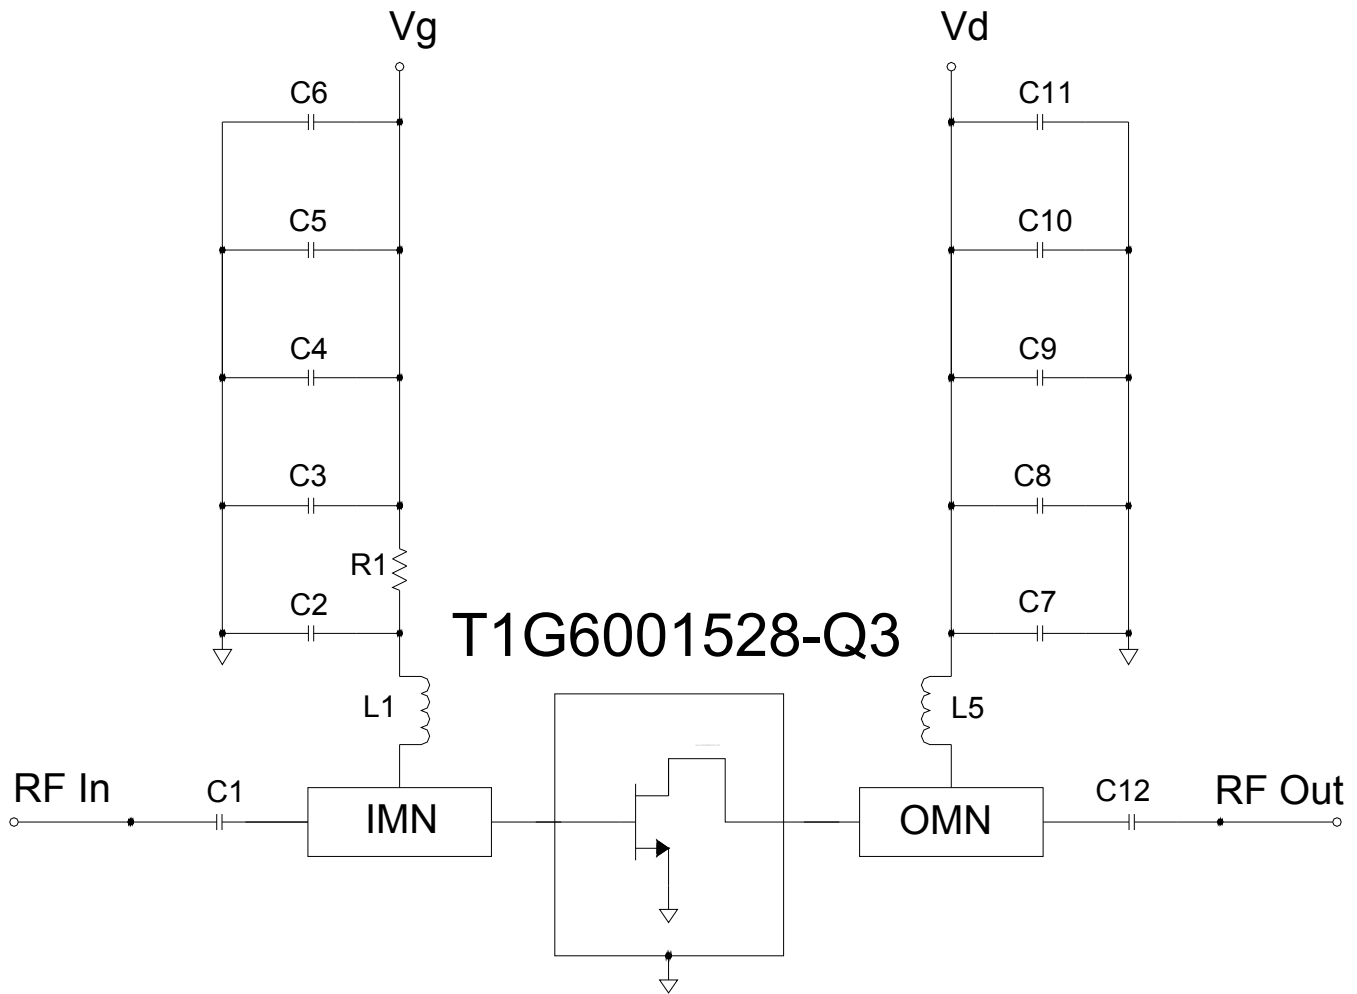 Vg
Vd
C6
C11
C5
C10
C4
C9
C3
C8
R1
C2
C7
T1G6001528-Q3
L1
L5
RF In
C1
IMN
OMN
C12
RF Out